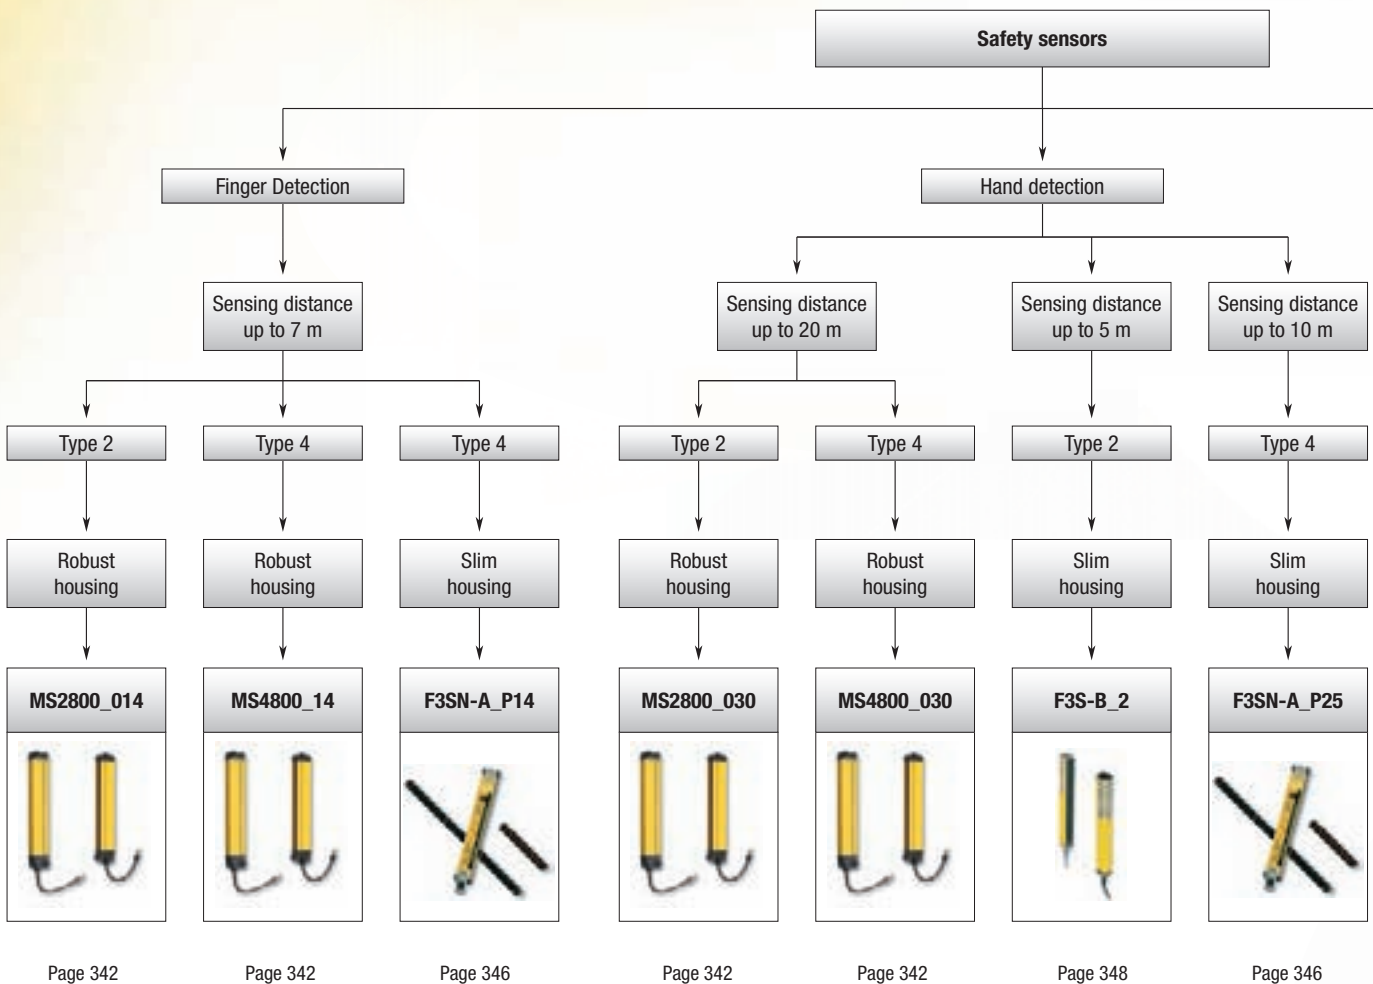 Safety sensors
Finger Detection
Hand detection
Sensing distance
up to 7 m
Sensing distance
up to 20 m
Sensing distance
up to 5 m
Sensing distance
up to 10 m
Type 2
Type 4
Type 4
Type 2
Type 4
Type 2
Type 4
Robust
housing
Robust
housing
Slim
housing
Robust
housing
Robust
housing
Slim
housing
Slim
housing
MS2800_014
MS4800_14
F3SN-A_P14
MS2800_030
MS4800_030
F3S-B_2
F3SN-A_P25
Page 342
Page 342
Page 346
Page 342
Page 342
Page 348
Page 346